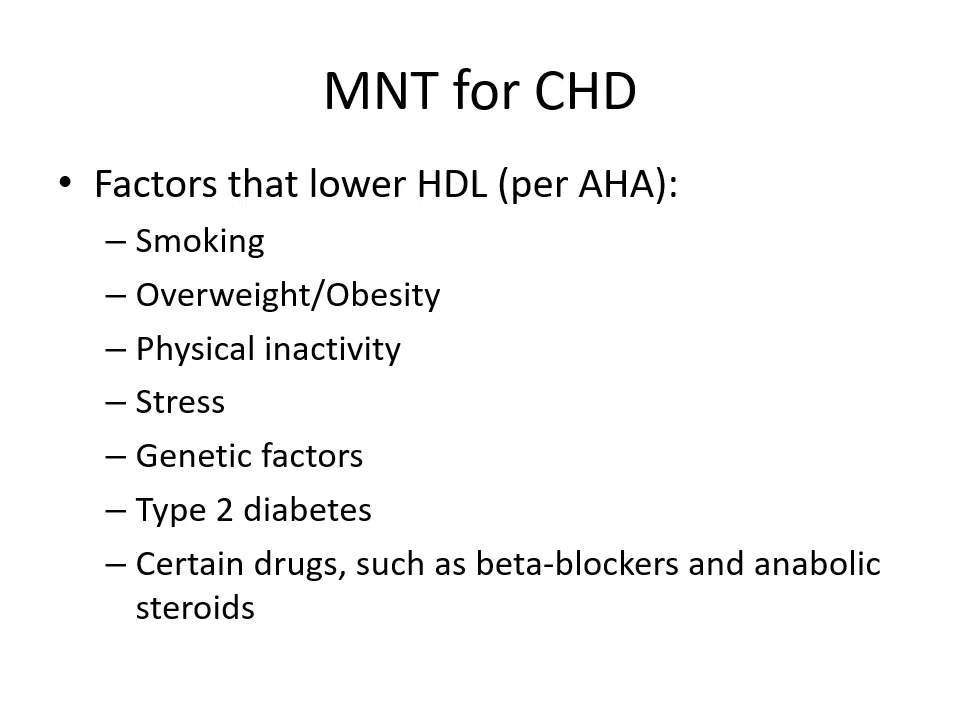 MNT for CHD
• Factors that lower HDL (per AHA):
– Smoking
– Overweight/Obesity
– Physical inactivity
– Stress
– Genetic factors
– Type 2 diabetes
– Certain drugs, such as beta-blockers and anabolic
steroids